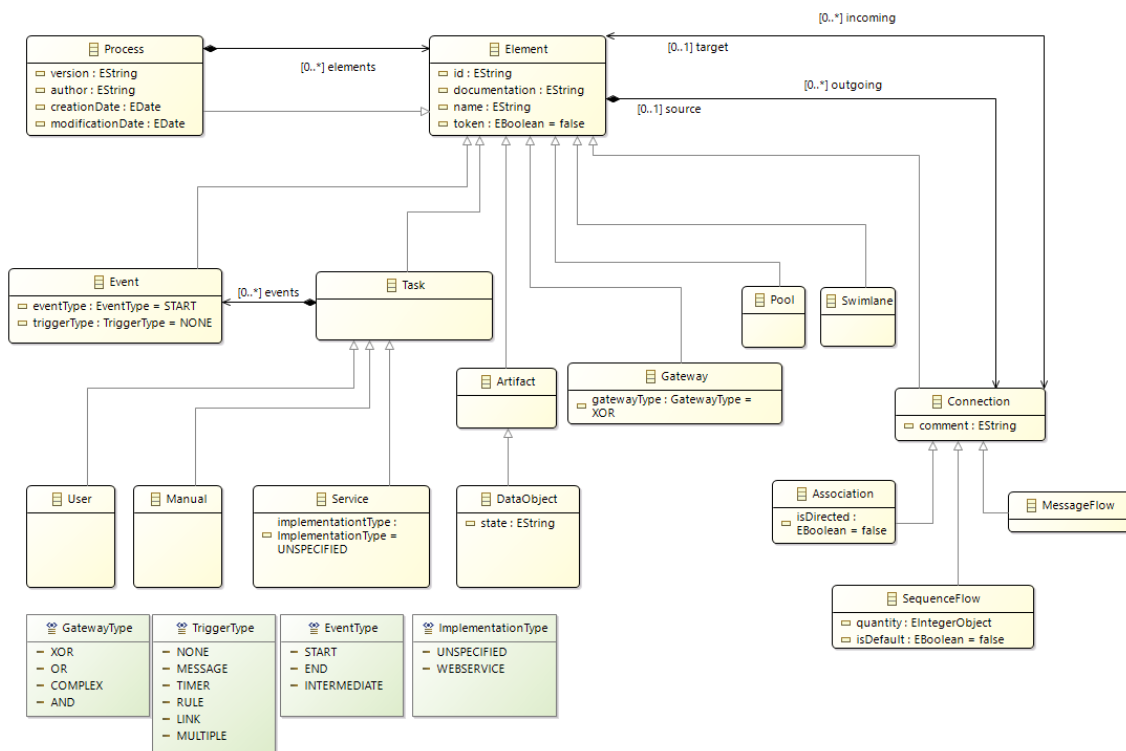 [0..*] incoming
Process
Element
[0..1] target
version : EString
author : EString
creationDate : EDate
modificationDate : EDate
[0..*] elements
id : EString
documentation : EString
name : EString
token : EBoolean = false
[0..*] outgoing
[0..1] source
Event
eventType : EventType = START
triggerType : TriggerType = NONE
[0..*] events
Task
Pool
Swimlane
Artifact
Gateway
gatewayType : GatewayType =
XOR
Connection
comment : EString
User
Manual
Service
implementiontType :
ImplementationType =
UNSPECIFIED
DataObject
state : EString
Association
isDirected :
EBoolean = false
MessageFlow
SequenceFlow
quantity : EIntegerObject
isDefault : EBoolean = false
GatewayType
XOR
OR
COMPLEX
AND
TriggerType
NONE
MESSAGE
TIMER
RULE
LINK
MULTIPLE
EventType
START
END
INTERMEDIATE
ImplementationType
UNSPECIFIED
WEBSERVICE